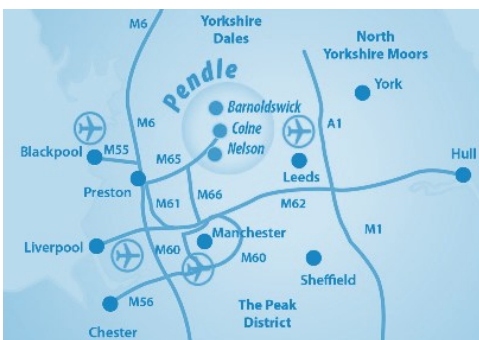 M6
Yorkshire
Dales
North
Yorkshire Moors
Pendle
York
Barnoldswick
M6
Colne
A1
Blackpool
M55
M65
Nelson
Hull
Preston
Leeds
M61
M66
M62
Liverpool
M60
Manchester
M60
M1
Sheffield
M56
The Peak
District
Chester